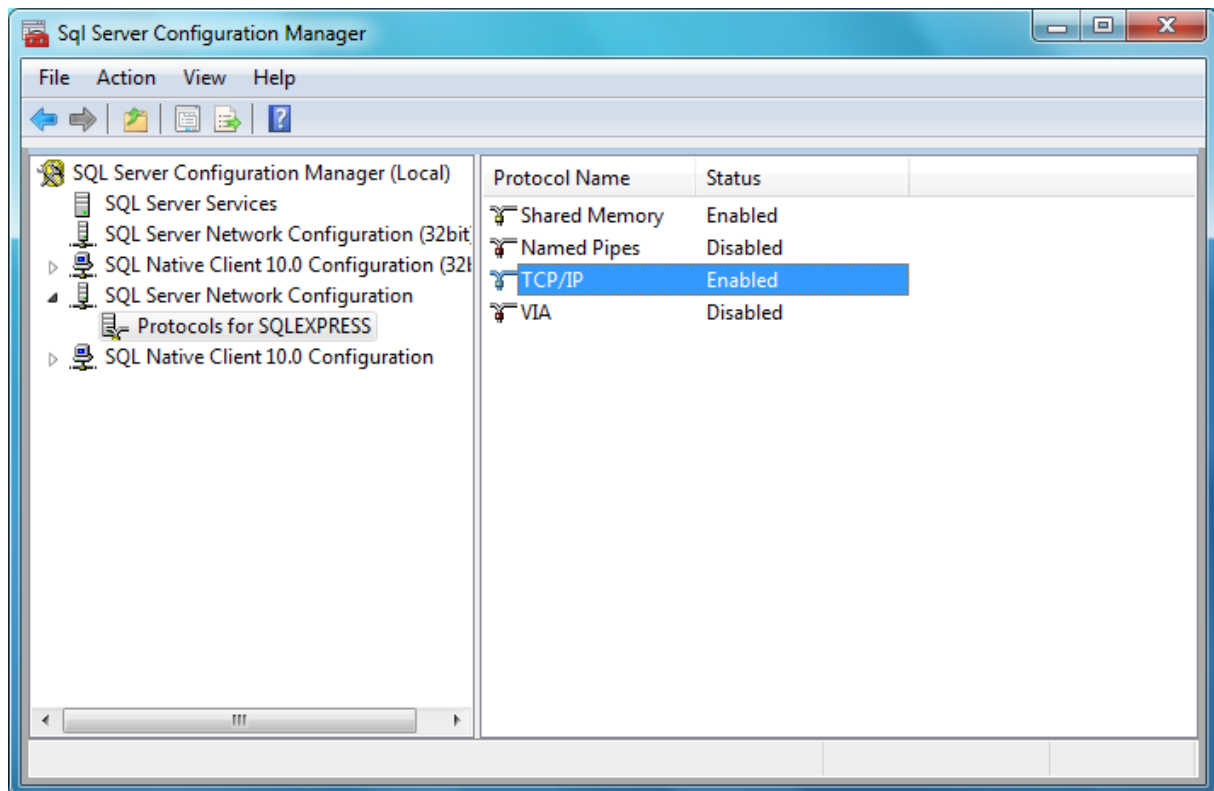 Sql Server Configuration Manager
File Action View Help
SQL Server Configuration Manager (Local)
SQL Server Services
SQL Server Network Configuration (32bit
SQL Native Client 10.0 Configuration (32
SQL Server Network Configuration
Protocols for SQLEXPRESS
SQL Native Client 10.0 Configuration
Protocol Name Status
Shared Memory Enabled
Named Pipes Disabled
TCP/IP Enabled
VIA Disabled